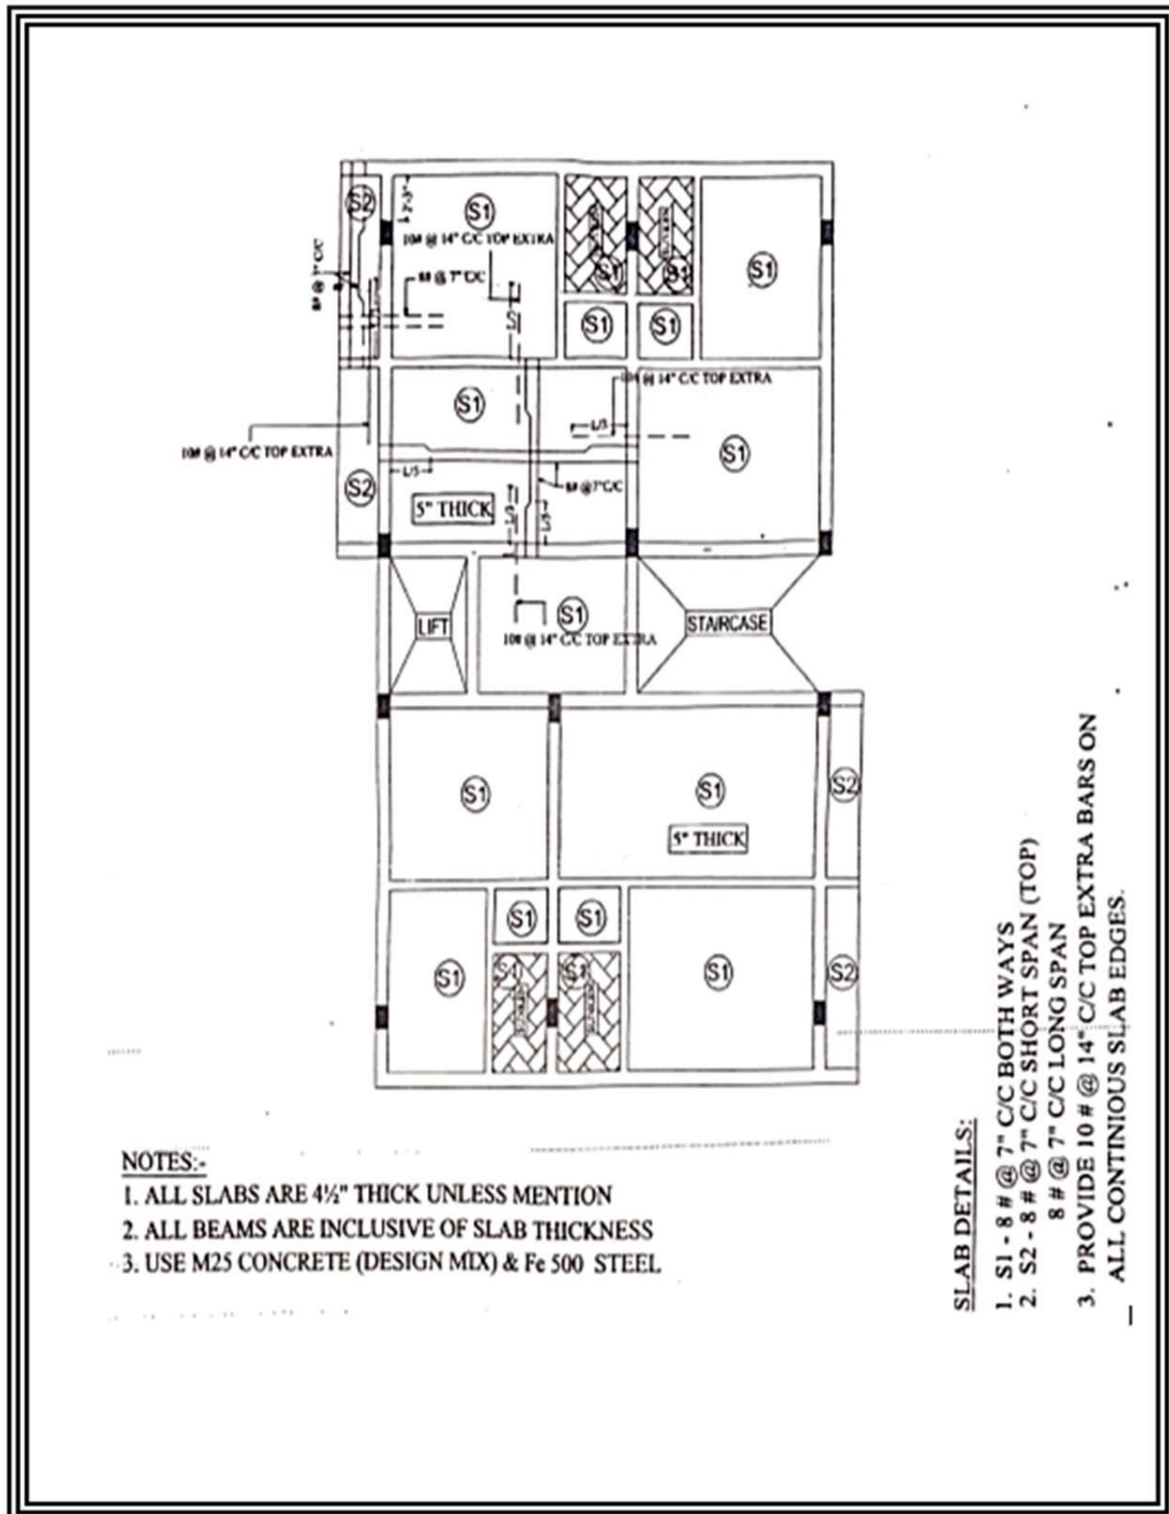 S2
2'-3"
S1
10# @ 14" C/C TOP EXTRA
8# @ 7" C/C
8# @ 7" C/C
S1
S1
S1
S1
S1
10# @ 14" C/C TOP EXTRA
S1
L/3
S1
10# @ 14" C/C TOP EXTRA
L/5
S2
5" THICK
8# @ 7" C/C
LIFT
S1
STAIRCASE
10# @ 14" C/C TOP EXTRA
S1
S1
S2
5" THICK
S1
S1
S1
S1
S1
S1
S2
NOTES:-
1. ALL SLABS ARE 4½" THICK UNLESS MENTION
2. ALL BEAMS ARE INCLUSIVE OF SLAB THICKNESS
3. USE M25 CONCRETE (DESIGN MIX) & Fe 500 STEEL
SLAB DETAILS:
1. S1 - 8 # @ 7" C/C BOTH WAYS
2. S2 - 8 # @ 7" C/C SHORT SPAN (TOP)
8 # @ 7" C/C LONG SPAN
3. PROVIDE 10 # @ 14" C/C TOP EXTRA BARS ON
ALL CONTINIOUS SLAB EDGES.